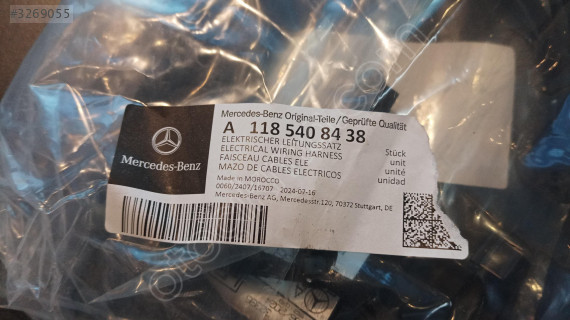 #3269055
Mercedes-Benz Original-Teile/Geprüfte Qualität
A 118 540 84 38
ELEKTRISCHER LEITUNGSSATZ Stück
ELECTRICAL WIRING HARNESS unit
FAISCEAU CABLES ELE unité
MAZO DE CABLES ELECTRICOS unidad
Mercedes-Benz
Made in MOROCCO
0060/2407/16707 2024-07-16
Mercedes-Benz AG, Mercedesstr.120, 70372 Stuttgart, DE